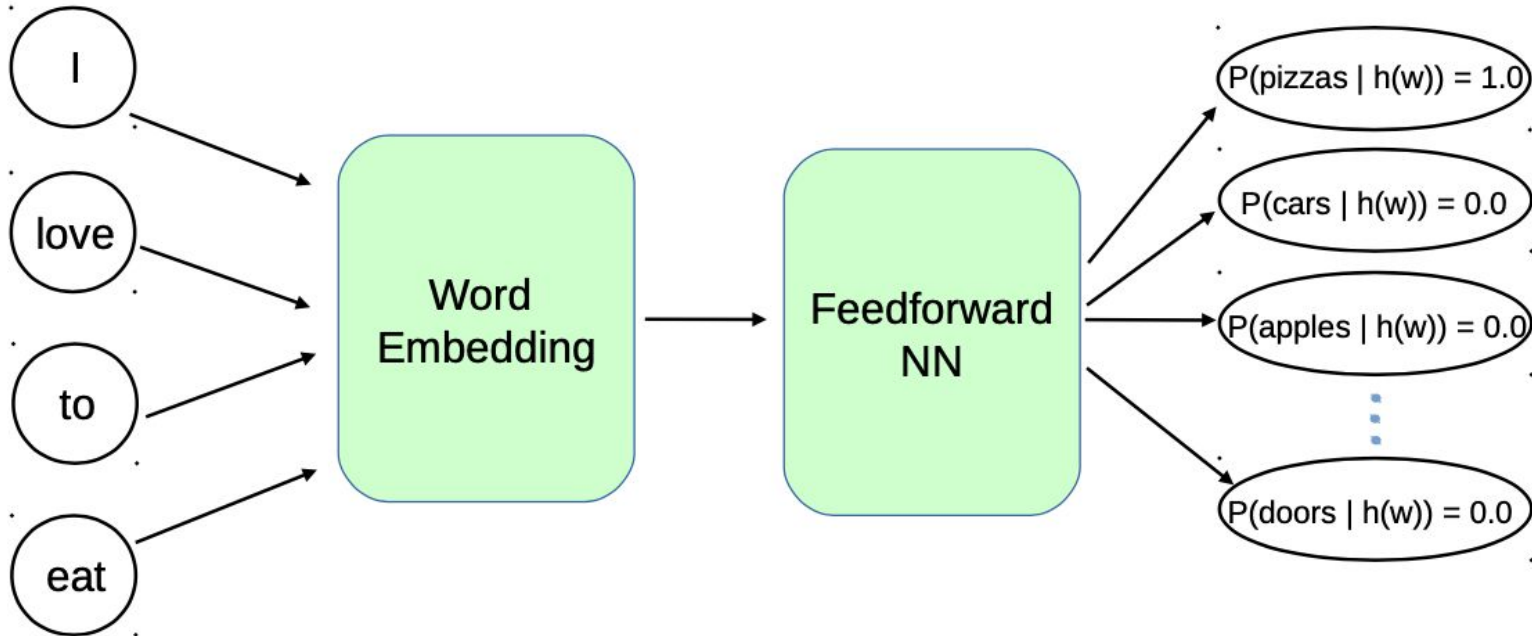 I
love
to
eat
Word
Embedding
Feedforward
NN
P(pizzas | h(w)) = 1.0
P(cars | h(w)) = 0.0
P(apples | h(w)) = 0.0
P(doors | h(w)) = 0.0